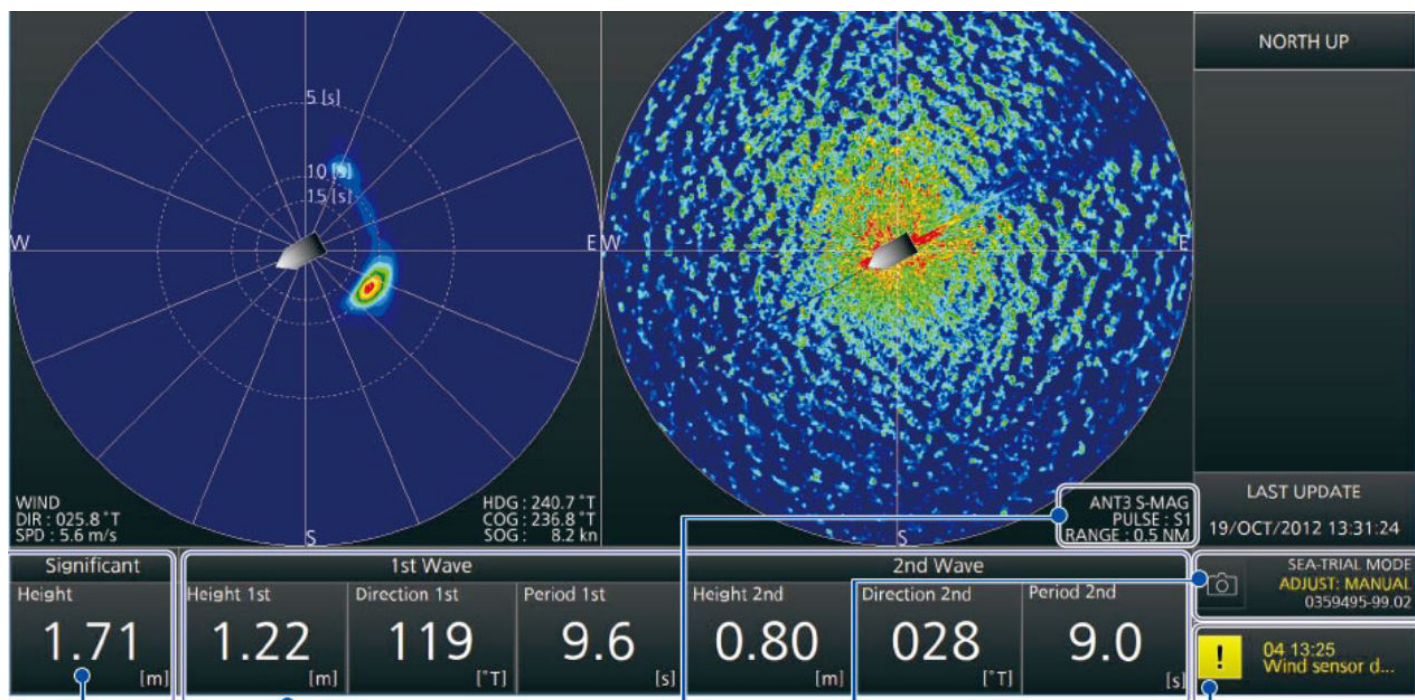 5 [s]
10 [s]
15 [s]
W
E
S
WIND
DIR : 025.8 °T
SPD : 5.6 m/s
HDG : 240.7 °T
COG : 236.8 °T
SOG : 8.2 kn
W
E
S
ANT3 S-MAG
PULSE : S1
RANGE : 0.5 NM
NORTH UP
LAST UPDATE
19/OCT/2012 13:31:24
Significant
Height
1.71
[m]
1st Wave
Height 1st
1.22
[m]
Direction 1st
119
[°T]
Period 1st
9.6
[s]
2nd Wave
Height 2nd
0.80
[m]
Direction 2nd
028
[°T]
Period 2nd
9.0
[s]
SEA-TRIAL MODE
ADJUST: MANUAL
0359495-99.02
!
04 13:25
Wind sensor d...